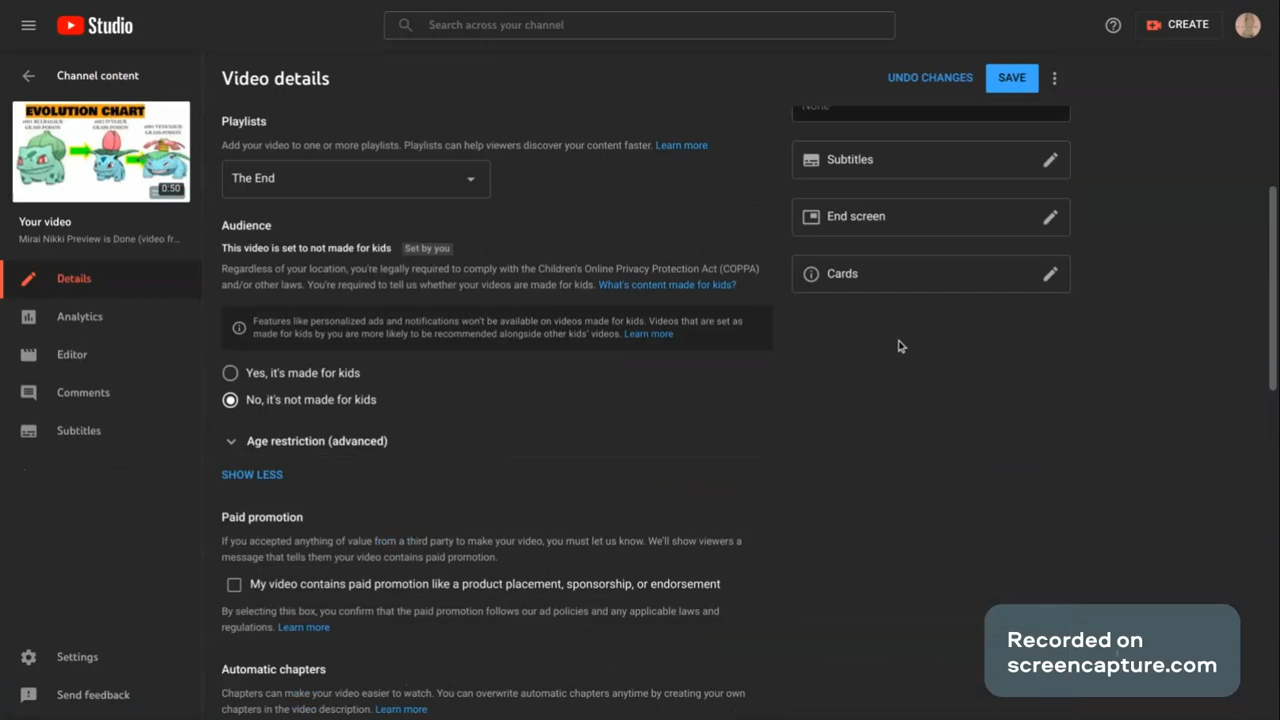 Studio
Search across your channel
CREATE
Channel content
Video details
UNDO CHANGES
SAVE
EVOLUTION CHART
GRASS-POISON
GRASS-POISON
GRASS-POISON
0:50
Your video
Mirai Nikki Preview is Done (video fr...
Details
Analytics
Editor
Comments
Subtitles
Settings
Send feedback
Playlists
Add your video to one or more playlists. Playlists can help viewers discover your content faster. Learn more
The End
Audience
This video is set to not made for kids Set by you
Regardless of your location, you're legally required to comply with the Children's Online Privacy Protection Act (COPPA)
and/or other laws. You're required to tell us whether your videos are made for kids. What's content made for kids?
Features like personalized ads and notifications won't be available on videos made for kids. Videos that are set as
made for kids by you are more likely to be recommended alongside other kids' videos. Learn more
Yes, it's made for kids
No, it's not made for kids
Age restriction (advanced)
SHOW LESS
Paid promotion
If you accepted anything of value from a third party to make your video, you must let us know. We'll show viewers a
message that tells them your video contains paid promotion.
My video contains paid promotion like a product placement, sponsorship, or endorsement
By selecting this box, you confirm that the paid promotion follows our ad policies and any applicable laws and
regulations. Learn more
Automatic chapters
Chapters can make your video easier to watch. You can overwrite automatic chapters anytime by creating your own
chapters in the video description. Learn more
None
Subtitles
End screen
Cards
Recorded on
screencapture.com